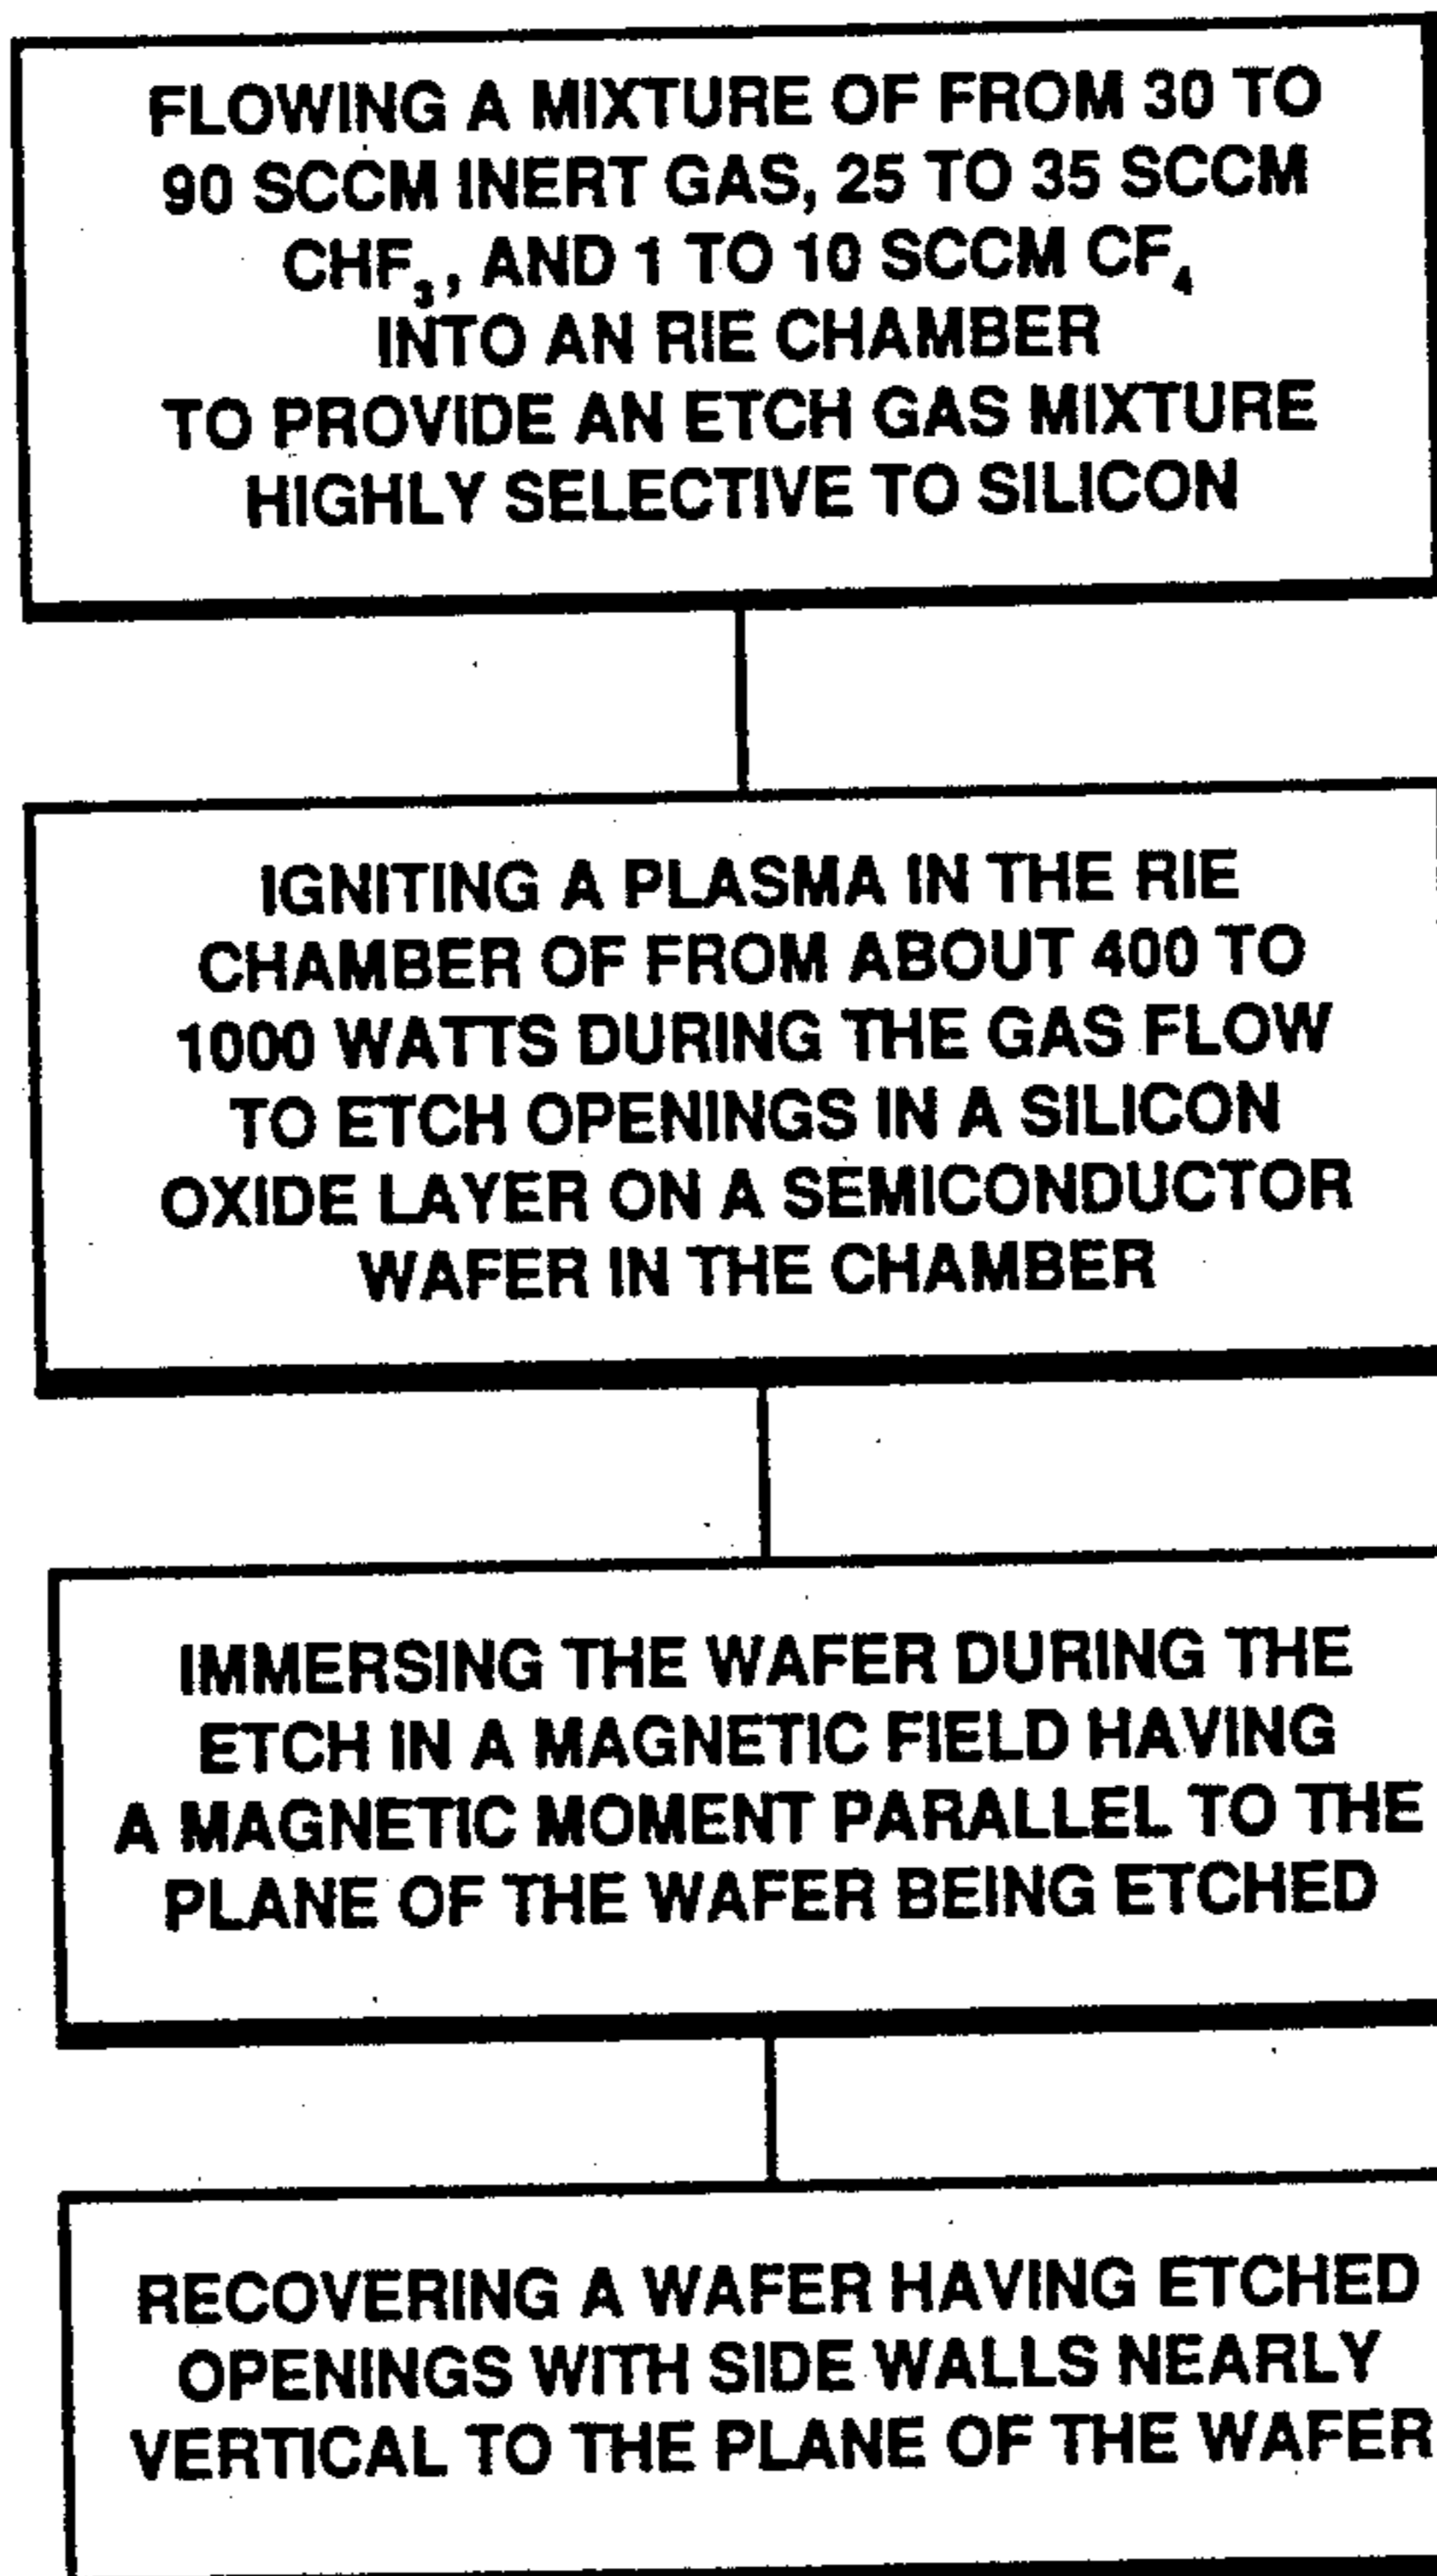 FLOWING A MIXTURE OF FROM 30 TO
90 SCCM INERT GAS, 25 TO 35 SCCM
CHF₃, AND 1 TO 10 SCCM CF₄
INTO AN RIE CHAMBER
TO PROVIDE AN ETCH GAS MIXTURE
HIGHLY SELECTIVE TO SILICON
IGNITING A PLASMA IN THE RIE
CHAMBER OF FROM ABOUT 400 TO
1000 WATTS DURING THE GAS FLOW
TO ETCH OPENINGS IN A SILICON
OXIDE LAYER ON A SEMICONDUCTOR
WAFER IN THE CHAMBER
IMMERSING THE WAFER DURING THE
ETCH IN A MAGNETIC FIELD HAVING
A MAGNETIC MOMENT PARALLEL TO THE
PLANE OF THE WAFER BEING ETCHED
RECOVERING A WAFER HAVING ETCHED
OPENINGS WITH SIDE WALLS NEARLY
VERTICAL TO THE PLANE OF THE WAFER